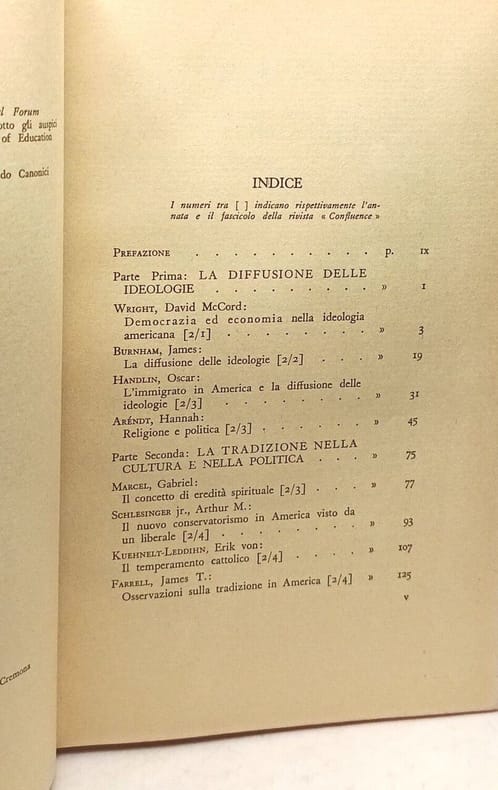 l Forum
otto gli auspici
of Education
do Canonici
Cremona
INDICE
I numeri tra [ ] indicano rispettivamente l'an-
nata e il fascicolo della rivista « Confluence »
PREFAZIONE . . . . . . . . . . p. IX
Parte Prima: LA DIFFUSIONE DELLE
IDEOLOGIE . . . . . . . . . » 1
WRIGHT, David McCord:
Democrazia ed economia nella ideologia
americana [2/1] . . . . . . . » 3
BURNHAM, James:
La diffusione delle ideologie [2/2] . . . » 19
HANDLIN, Oscar:
L'immigrato in America e la diffusione delle
ideologie [2/3] . . . . . . . » 31
ARÉNDT, Hannah:
Religione e politica [2/3] . . . . . . » 45
Parte Seconda: LA TRADIZIONE NELLA
CULTURA E NELLA POLITICA . . . » 75
MARCEL, Gabriel:
Il concetto di eredità spirituale [2/3] . . . » 77
SCHLESINGER jr., Arthur M.:
Il nuovo conservatorismo in America visto da
un liberale [2/4] . . . . . . . » 93
KUEHNELT-LEDDIHN, Erik von:
Il temperamento cattolico [2/4] . . . . » 107
FARRELL, James T.:
Osservazioni sulla tradizione in America [2/4] » 125
v